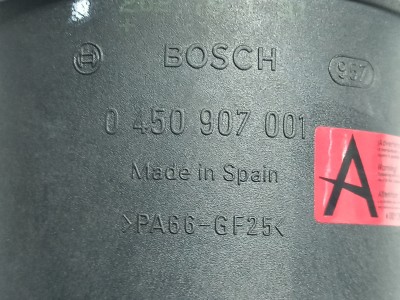 BOSCH
997
0 450 907 001
Made in Spain
>PA66-GF25<
A